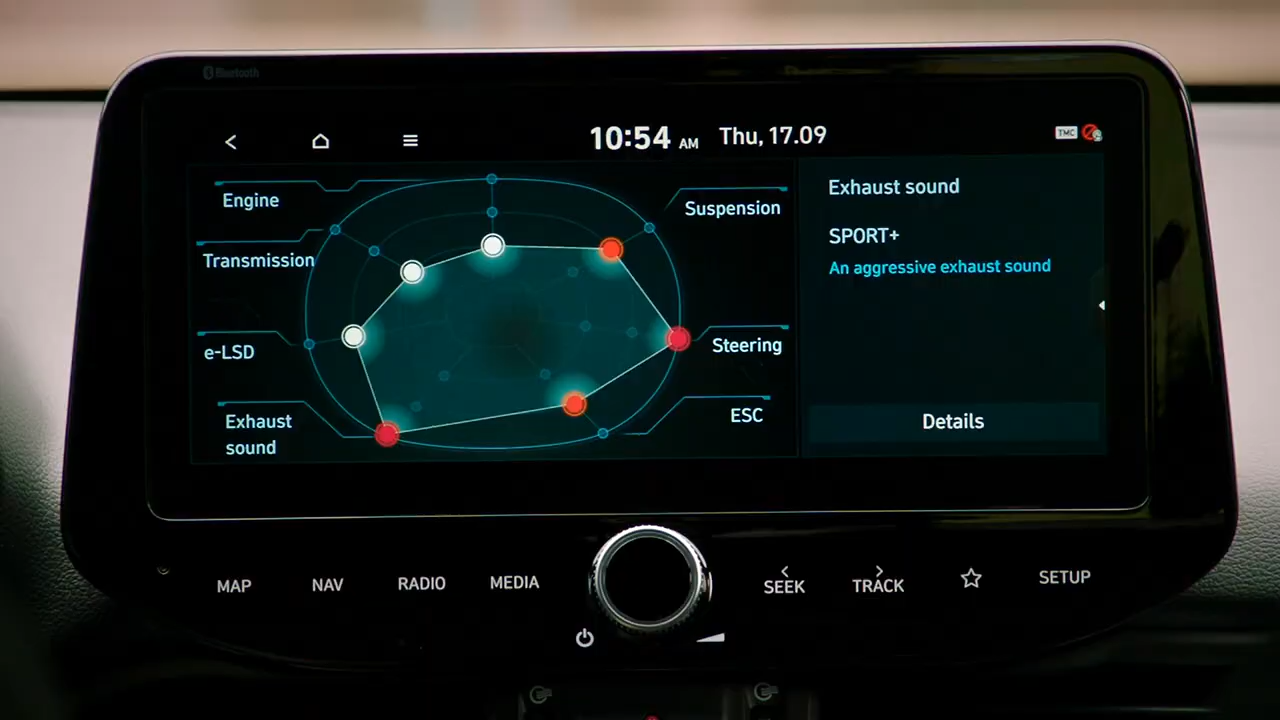 Bluetooth
10:54 AM Thu, 17.09
TMC
Engine
Transmission
e-LSD
Exhaust
sound
Suspension
Steering
ESC
Exhaust sound
SPORT+
An aggressive exhaust sound
Details
MAP
NAV
RADIO
MEDIA
SEEK
TRACK
SETUP